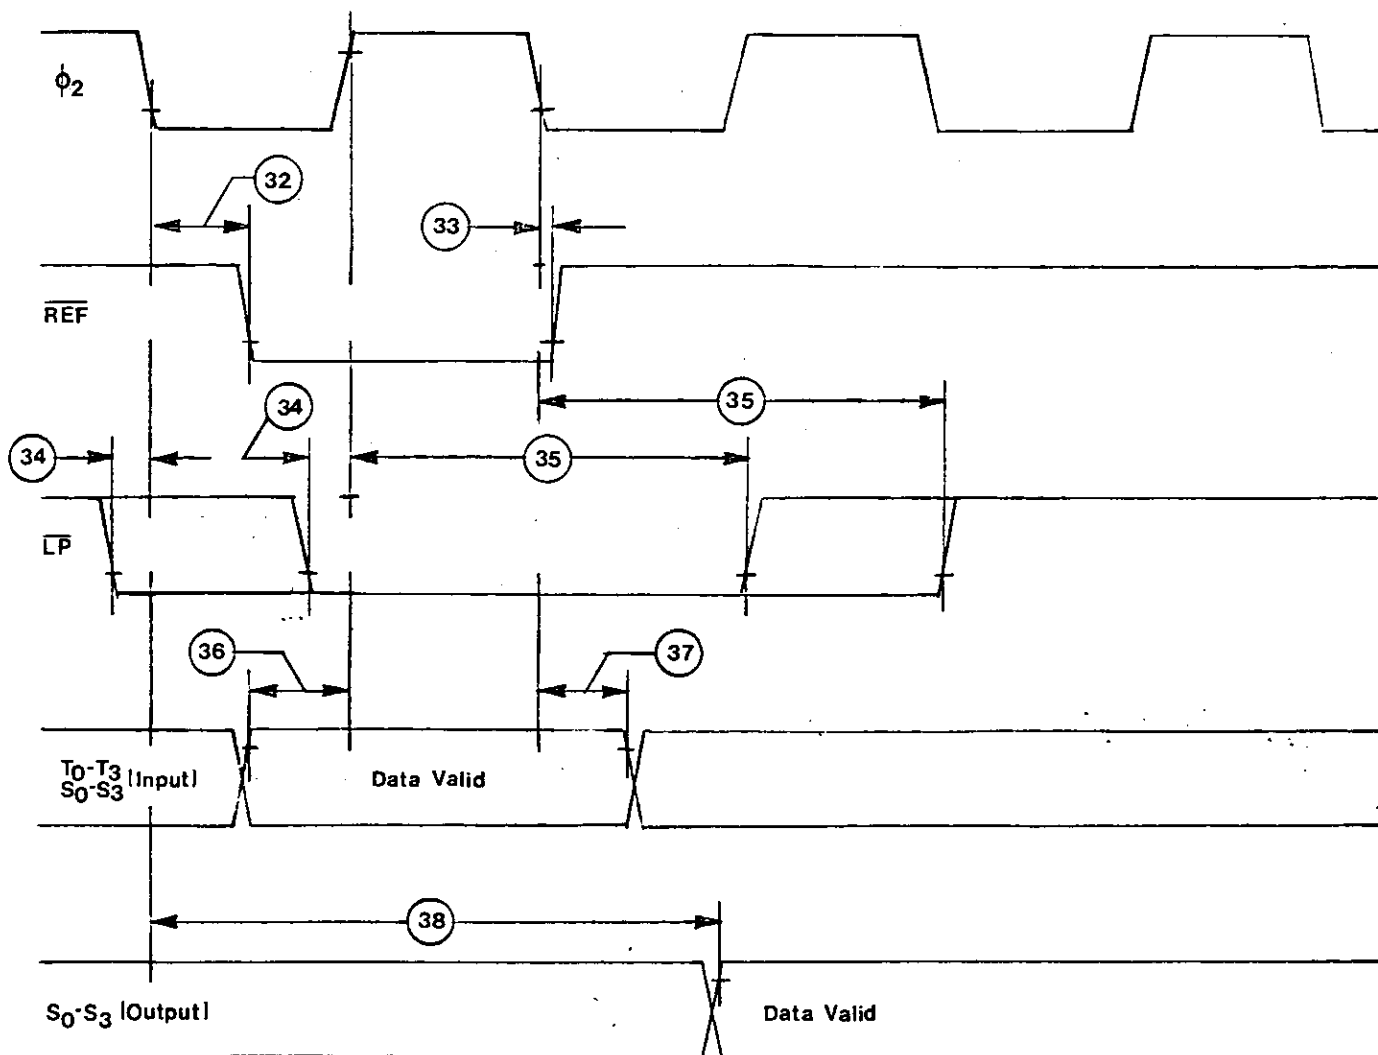 ϕ2
32
33
REF
35
34
34
35
LP
36
37
T0-T3
S0-S3 [Input]
Data Valid
38
S0-S3 [Output]
Data Valid